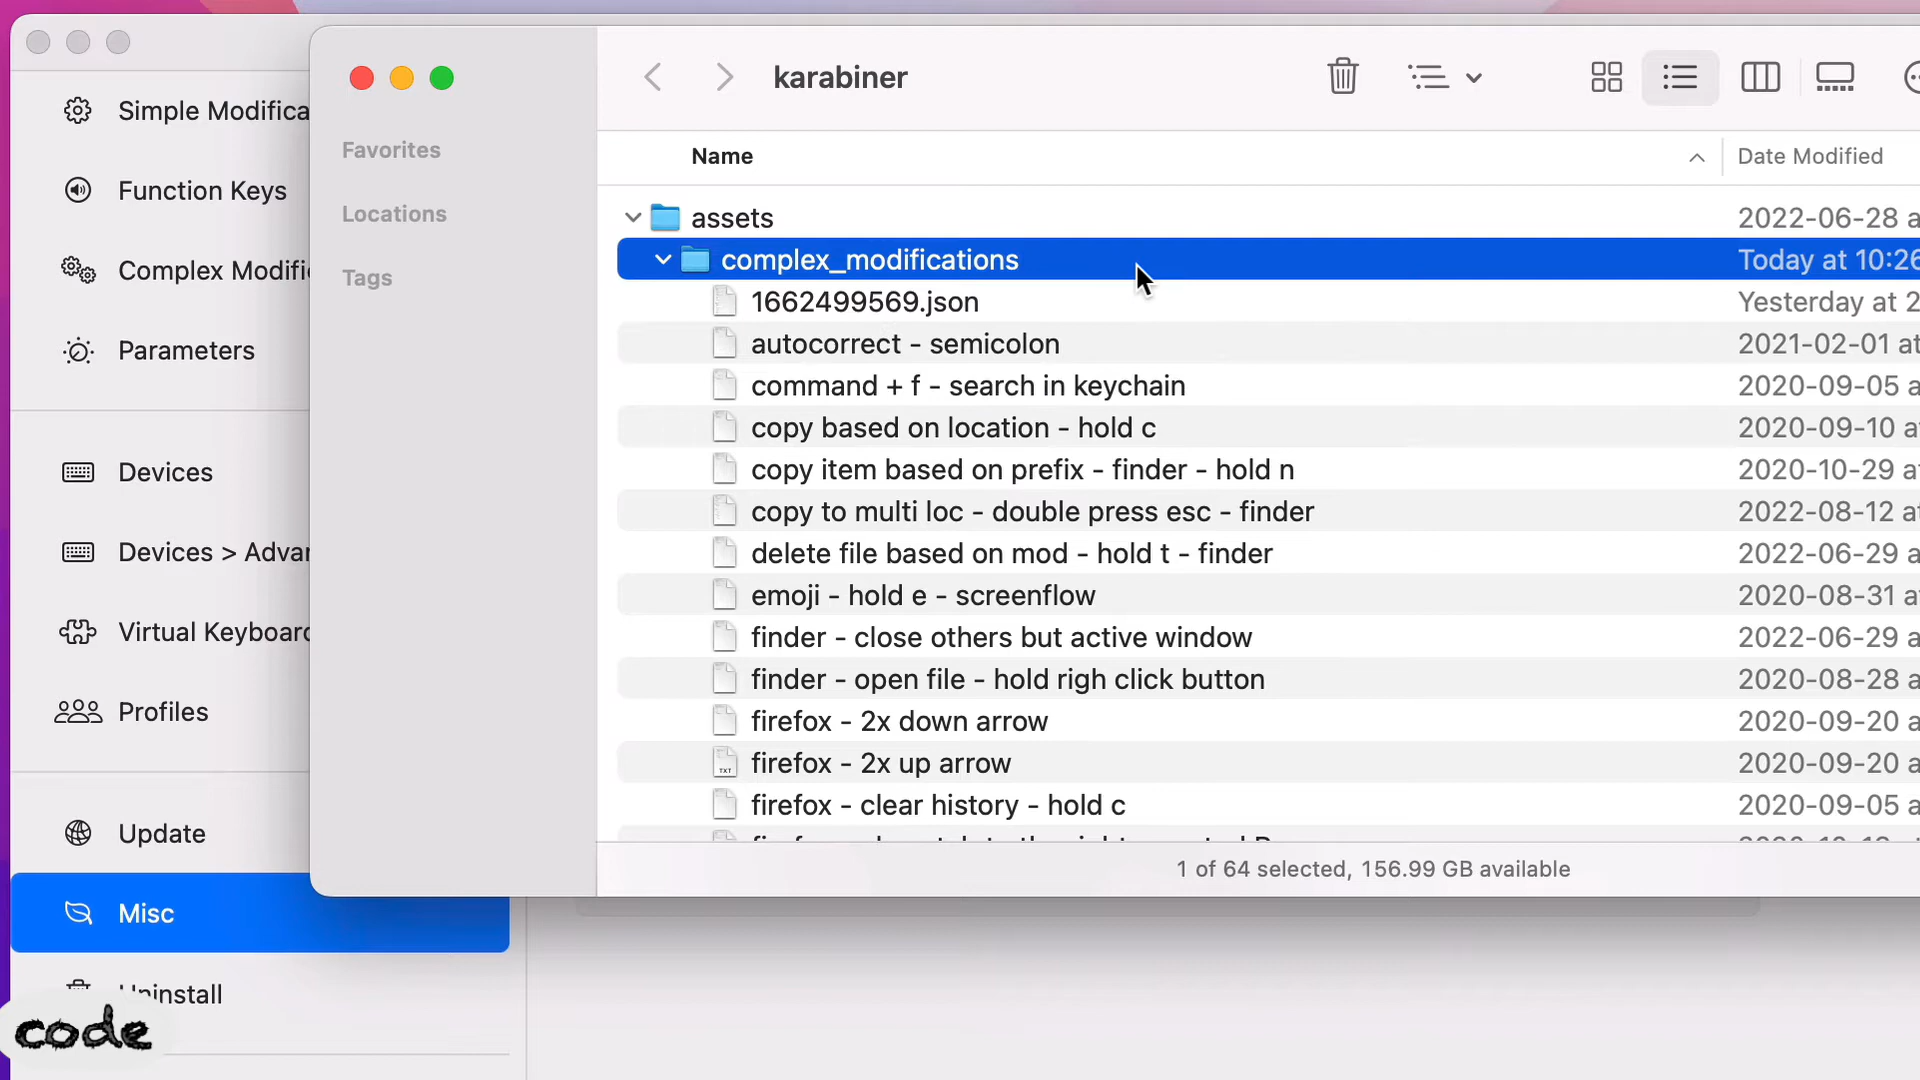 Simple Modifica
Function Keys
Complex Modifi
Parameters
Devices
Devices > Advar
Virtual Keyboard
Profiles
Update
Misc
Uninstall
code
Favorites
Locations
Tags
karabiner
Name
Date Modified
assets
2022-06-28 a
complex_modifications
Today at 10:26
1662499569.json
Yesterday at 2
autocorrect - semicolon
2021-02-01 at
command + f - search in keychain
2020-09-05 a
copy based on location - hold c
2020-09-10 a
copy item based on prefix - finder - hold n
2020-10-29 a
copy to multi loc - double press esc - finder
2022-08-12 a
delete file based on mod - hold t - finder
2022-06-29 a
emoji - hold e - screenflow
2020-08-31 at
finder - close others but active window
2022-06-29 a
finder - open file - hold righ click button
2020-08-28 a
firefox - 2x down arrow
2020-09-20 a
TXT
firefox - 2x up arrow
2020-09-20 a
firefox - clear history - hold c
2020-09-05 a
1 of 64 selected, 156.99 GB available